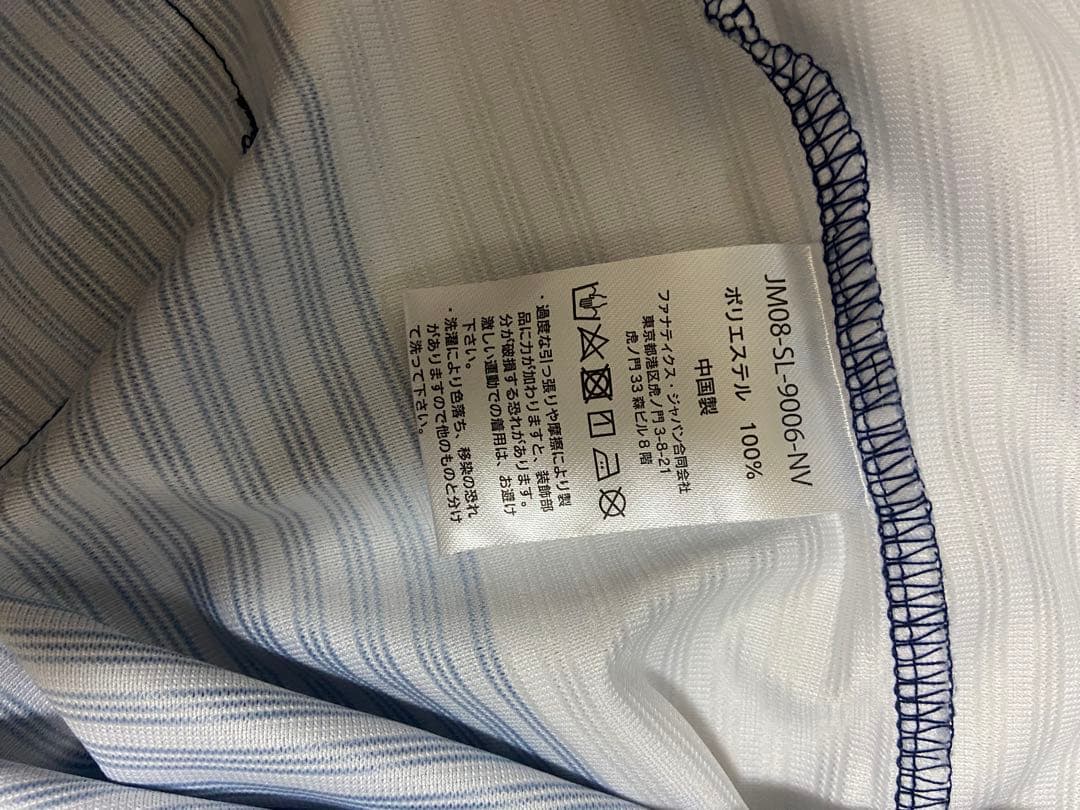 JM08-SL-9006-NV
ポリエステル 100%
中国製
ファナティクス・ジャパン合同会社
東京都港区虎ノ門 3-8-21
虎ノ門 33 森ビル 8 階
・過度な引っ張りや摩擦により製
品に力が加わりますと、装飾部
分が破損する恐れがあります。
激しい運動での着用は、お避け
下さい。
・洗濯により色落ち、移染の恐れ
がありますので他のものと分け
て洗って下さい。